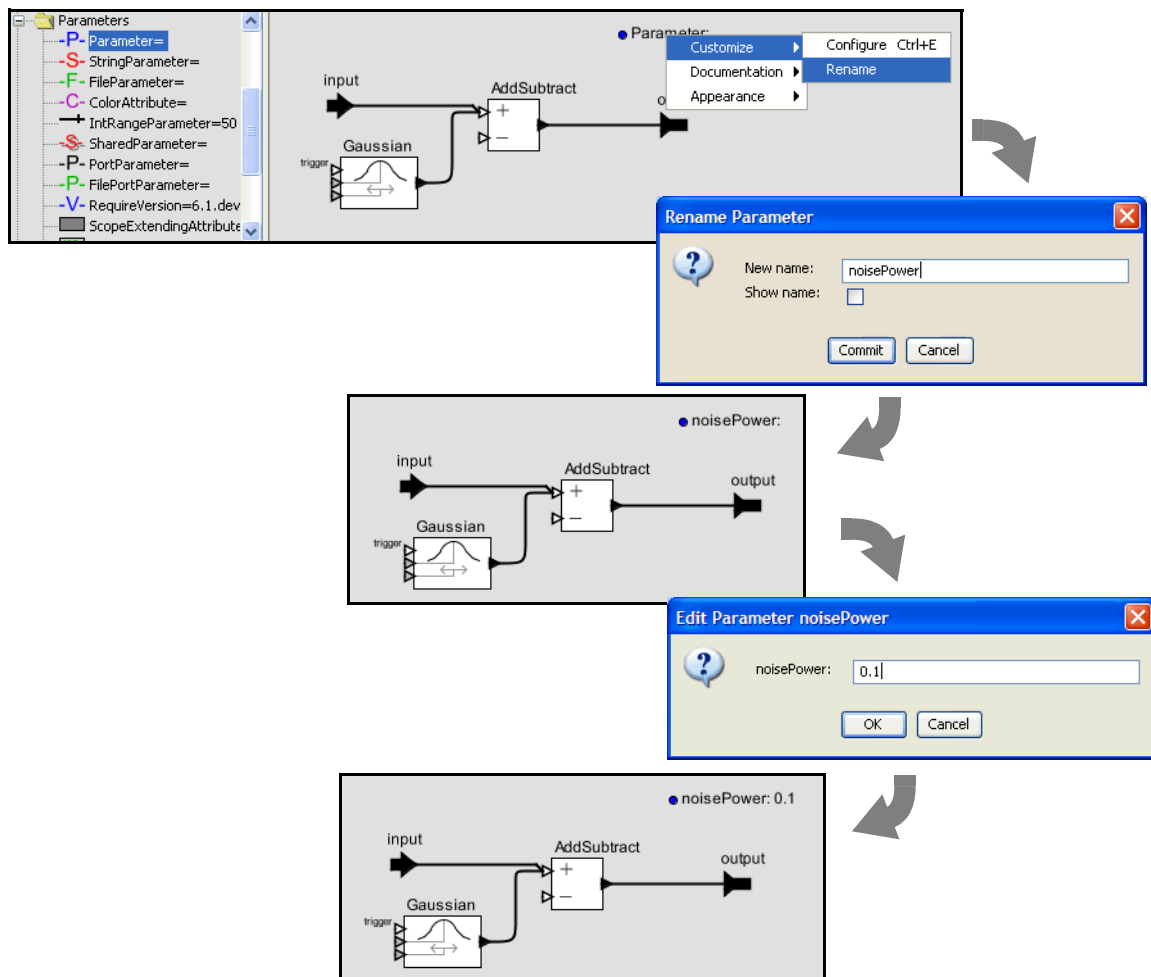 Parameters
-P- Parameter=
-S- StringParameter=
-F- FileParameter=
-C- ColorAttribute=
IntRangeParameter=50
-S- SharedParameter=
-P- PortParameter=
-P- FilePortParameter=
-V- RequireVersion=6.1.dev
ScopeExtendingAttribute
Parameter:
Customize
Documentation
Appearance
Configure Ctrl+E
Rename
input
AddSubtract
+
−
Gaussian
trigger
Rename Parameter
?
New name: noisePower
Show name:
Commit Cancel
noisePower:
input
AddSubtract
output
+
−
Gaussian
trigger
Edit Parameter noisePower
?
noisePower: 0.1
OK Cancel
noisePower: 0.1
input
AddSubtract
output
+
−
Gaussian
trigger